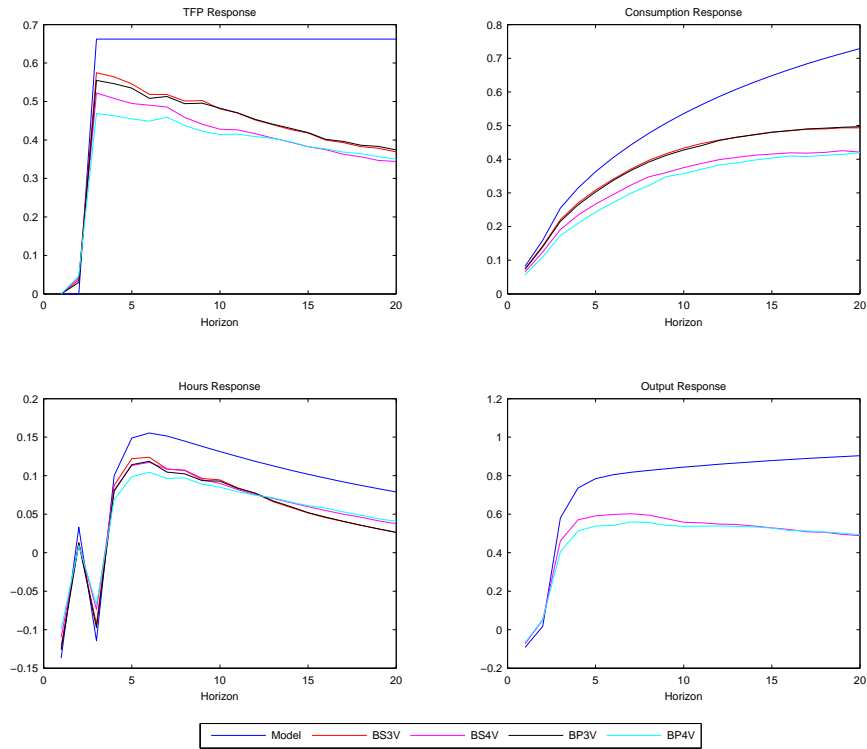 TFP Response
0.7
0.6
0.5
0.4
0.3
0.2
0.1
0
0 5 10 15 20
Horizon
Consumption Response
0.8
0.7
0.6
0.5
0.4
0.3
0.2
0.1
0
0 5 10 15 20
Horizon
Hours Response
0.2
0.15
0.1
0.05
0
−0.05
−0.1
−0.15
0 5 10 15 20
Horizon
Output Response
1.2
1
0.8
0.6
0.4
0.2
0
−0.2
0 5 10 15 20
Horizon
Model BS3V BS4V BP3V BP4V